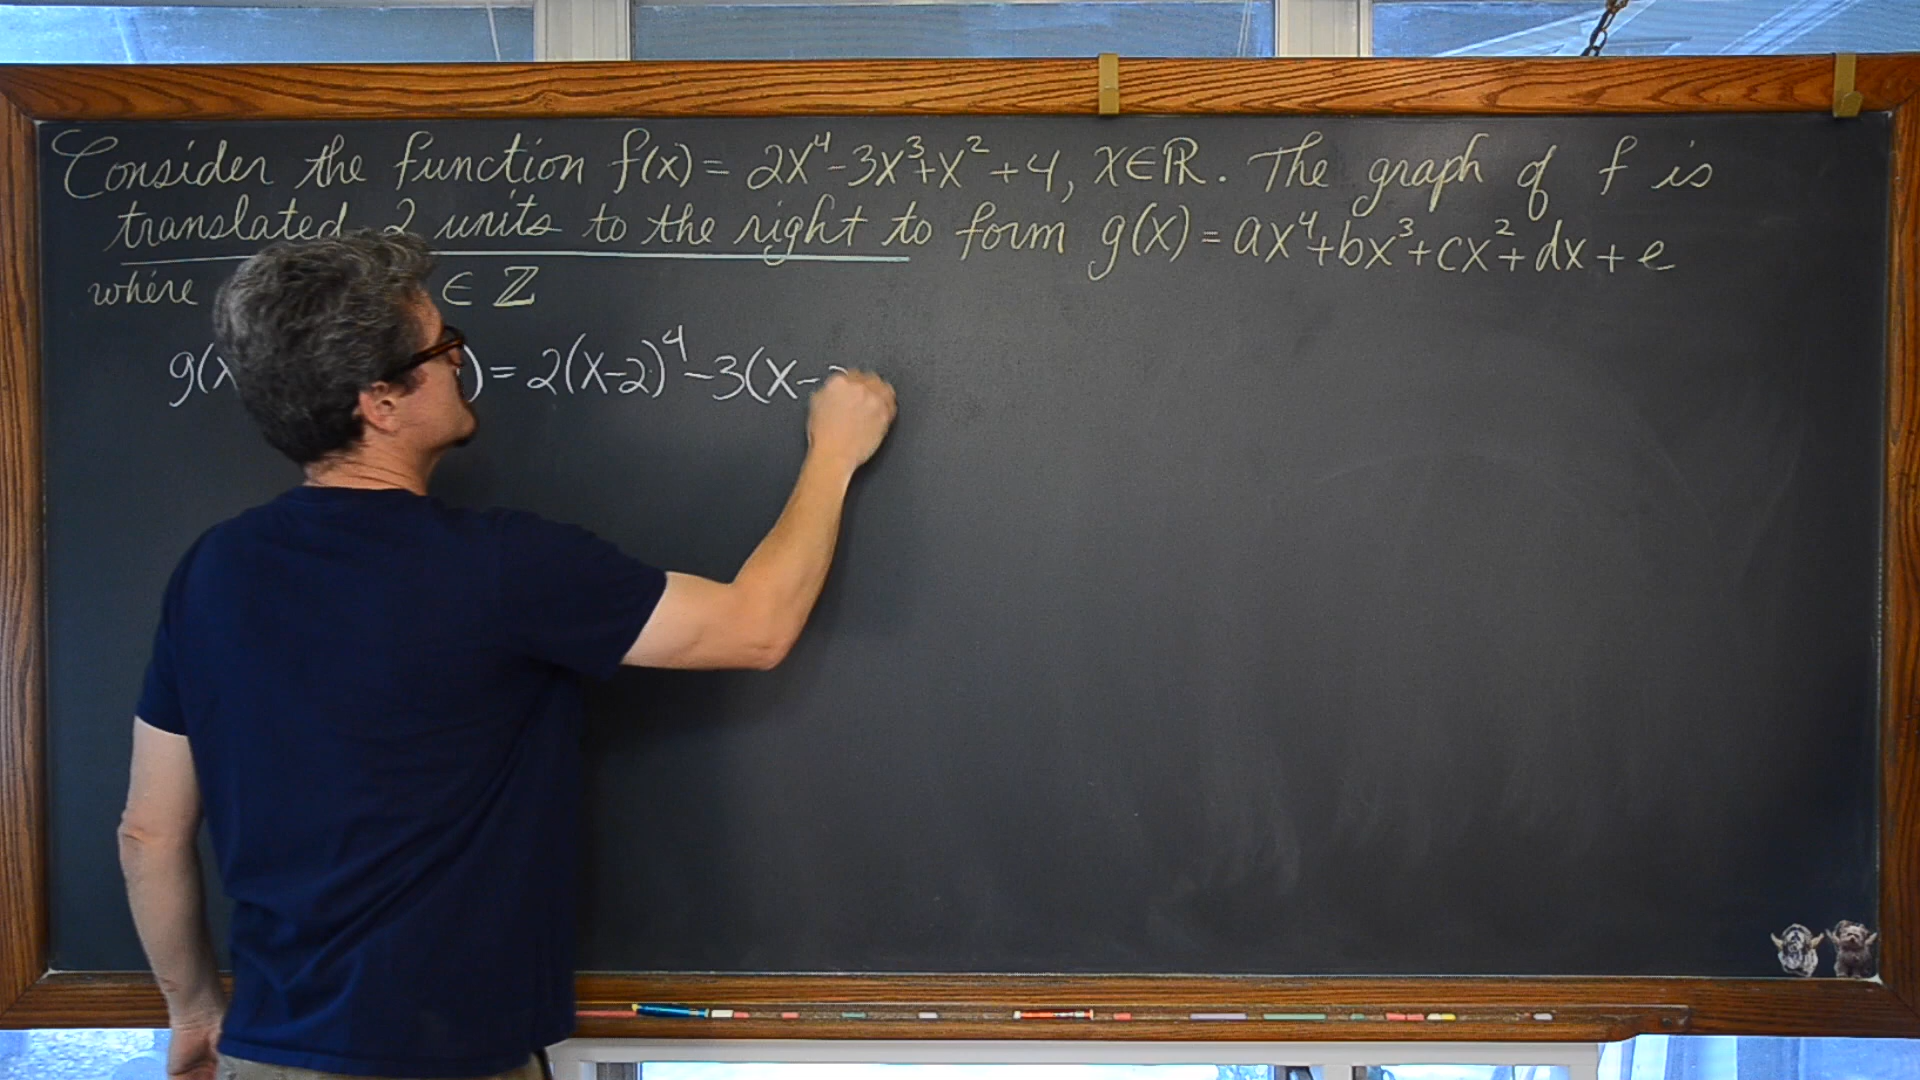 Consider the function f(x) = 2x⁴-3x³+x²+4, x∈ℝ. The graph of f is
translated 2 units to the right to form g(x) = ax⁴+bx³+cx²+dx+e
where ∈ ℤ
g(x ) = 2(x-2)⁴-3(x-